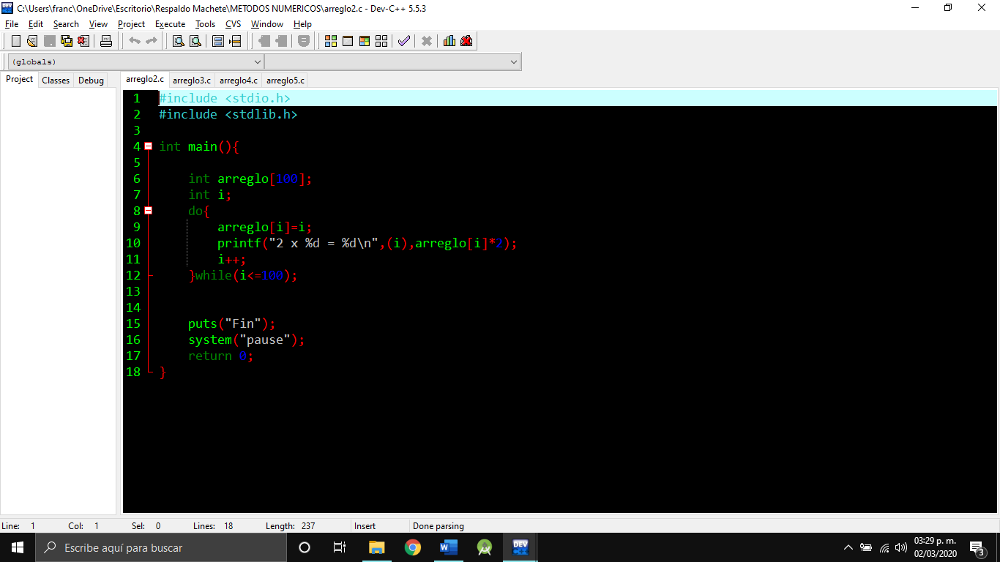 C:\Users\franc\OneDrive\Escritorio\Respaldo Machete\METODOS NUMERICOS\arreglo2.c - Dev-C++ 5.5.3
File Edit Search View Project Execute Tools CVS Window Help
(globals)
Project Classes Debug
arreglo2.c arreglo3.c arreglo4.c arreglo5.c
1 #include <stdio.h>
2 #include <stdlib.h>
3
4 int main(){
5
6 int arreglo[100];
7 int i;
8 do{
9 arreglo[i]=i;
10 printf("2 x %d = %d\n",(i),arreglo[i]*2);
11 i++;
12 }while(i<=100);
13
14
15 puts("Fin");
16 system("pause");
17 return 0;
18 }
Line: 1 Col: 1 Sel: 0 Lines: 18 Length: 237 Insert Done parsing
Escribe aquí para buscar
DEV C++
03:29 p. m.
02/03/2020
3